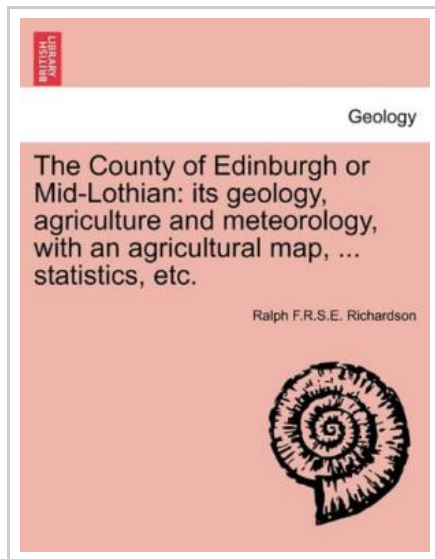 BRITISH
LIBRARY
Geology
The County of Edinburgh or
Mid-Lothian: its geology,
agriculture and meteorology,
with an agricultural map, ...
statistics, etc.
Ralph F.R.S.E. Richardson